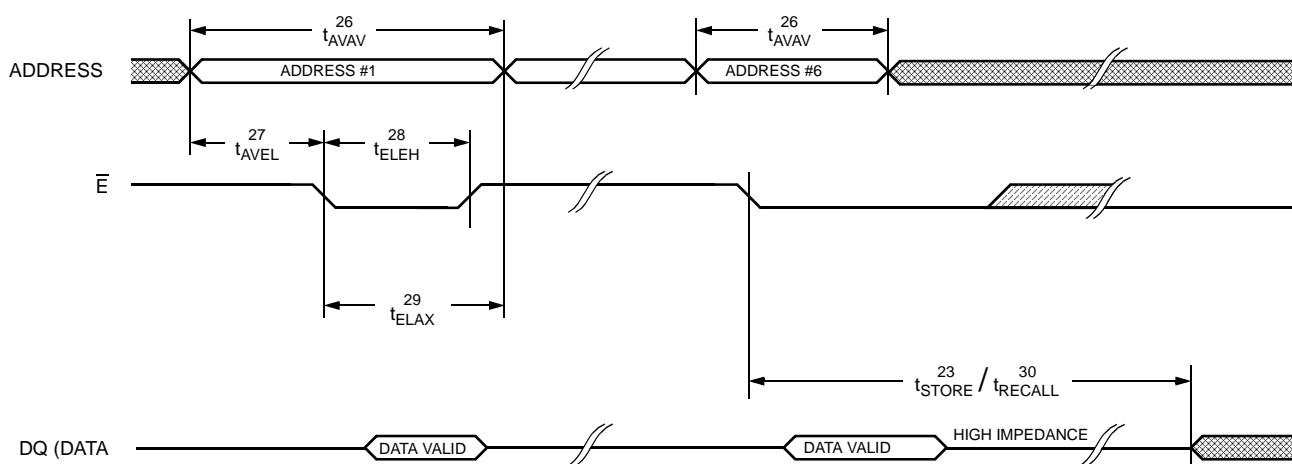 26
tAVAV
26
tAVAV
ADDRESS
ADDRESS #1
ADDRESS #6
27
tAVEL
28
tELEH
E
29
tELAX
23
tSTORE / 30
tRECALL
DQ (DATA
DATA VALID
DATA VALID
HIGH IMPEDANCE